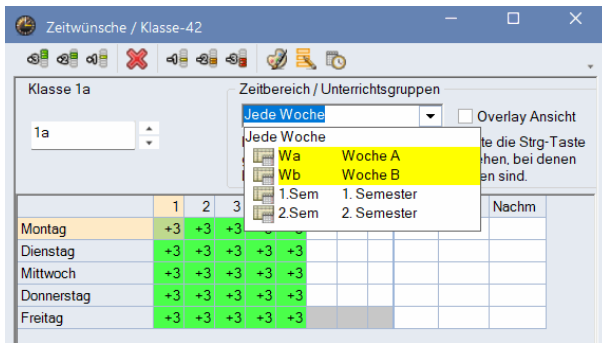 Zeitwünsche / Klasse-42
Klasse 1a
Zeitbereich / Unterrichtsgruppen
Jede Woche
Overlay Ansicht
1a
Jede Woche
te die Strg-Taste
Wa Woche A
hen, bei denen
Wb Woche B
en sind.
1.Sem 1. Semester
2.Sem 2. Semester
1 2 3 Nachm
Montag +3 +3 +3
Dienstag +3 +3 +3 +3 +3
Mittwoch +3 +3 +3 +3 +3
Donnerstag +3 +3 +3 +3 +3
Freitag +3 +3 +3 +3 +3